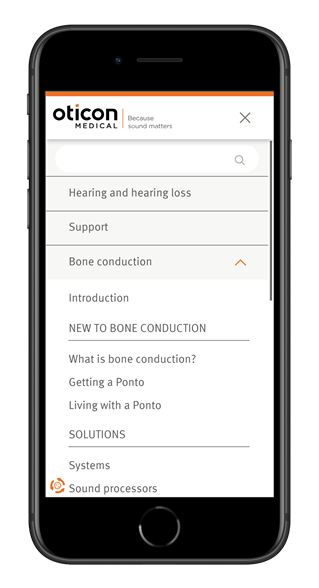 oticon
MEDICAL
Because
sound matters
Hearing and hearing loss
Support
Bone conduction
Introduction
NEW TO BONE CONDUCTION
What is bone conduction?
Getting a Ponto
Living with a Ponto
SOLUTIONS
Systems
Sound processors